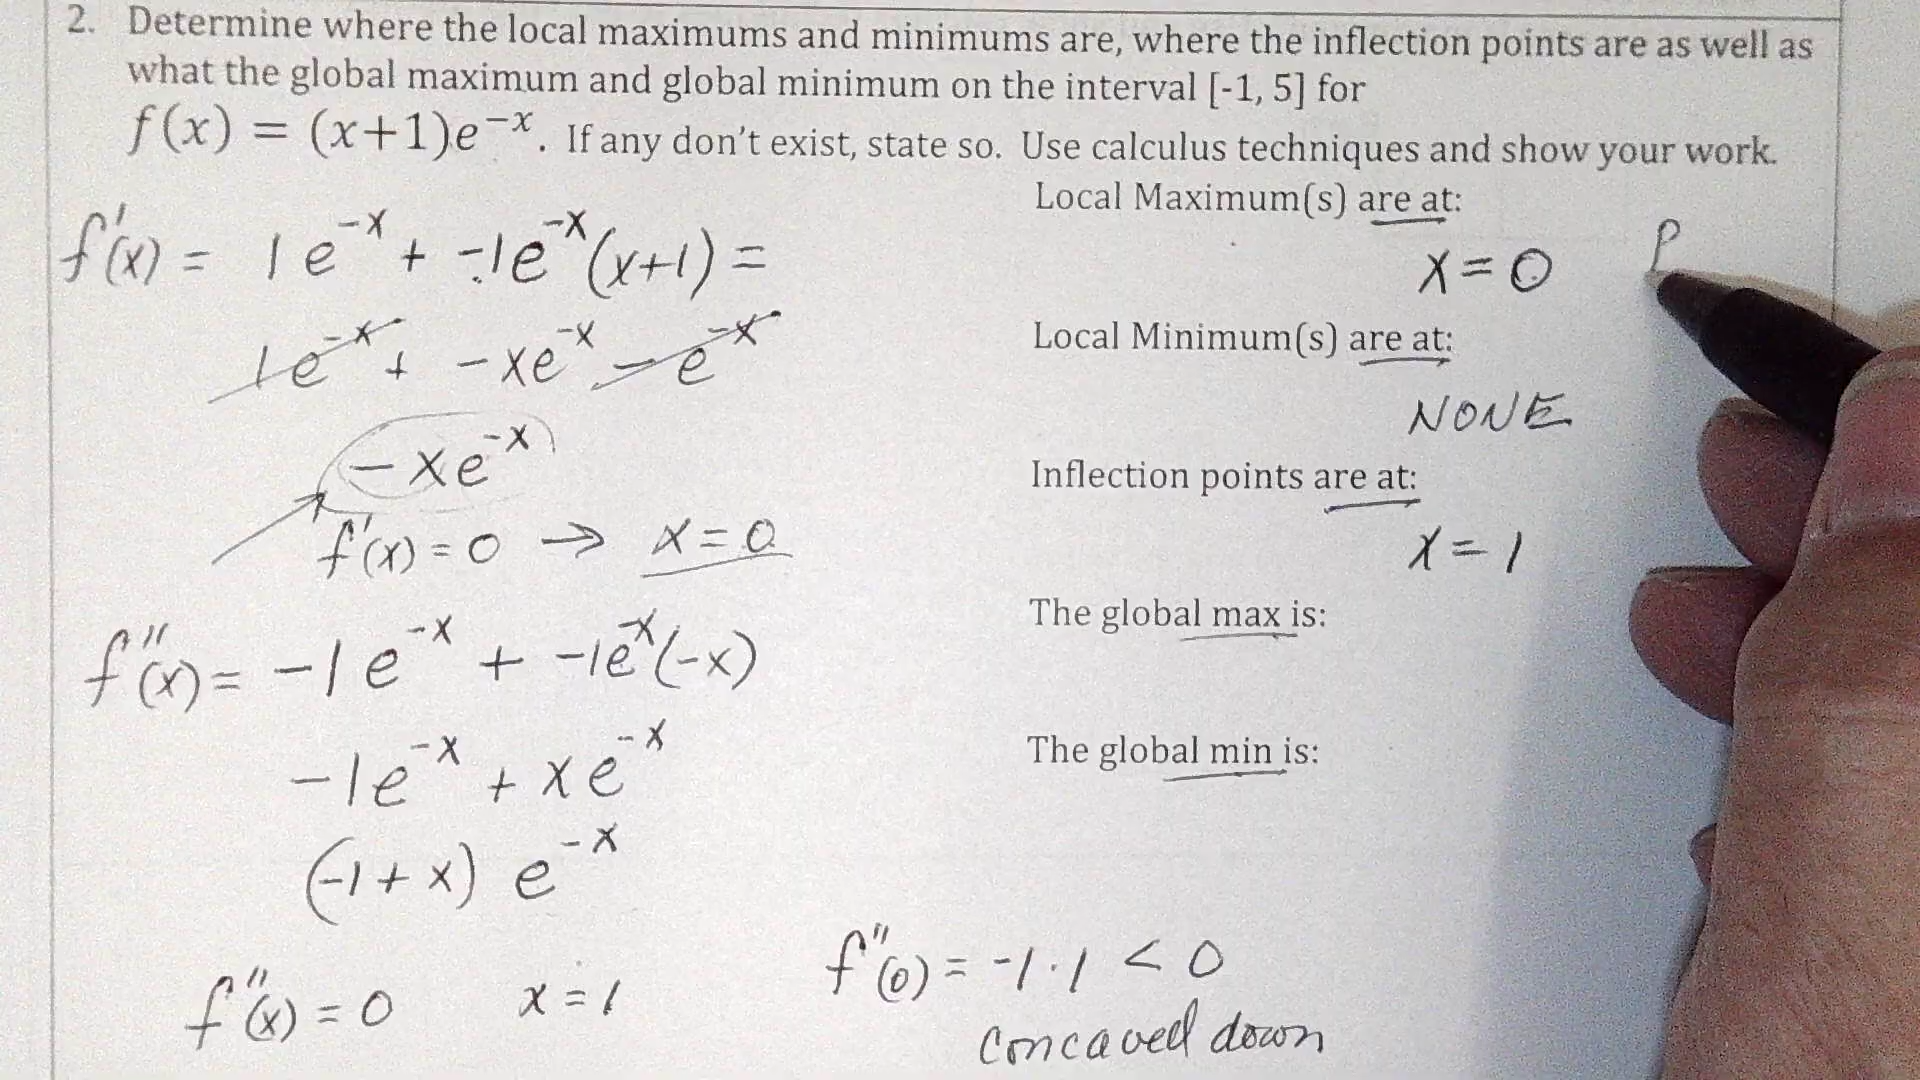 2. Determine where the local maximums and minimums are, where the inflection points are as well as
what the global maximum and global minimum on the interval [-1, 5] for
f(x) = (x+1)e^-x. If any don't exist, state so. Use calculus techniques and show your work.
Local Maximum(s) are at:
f'(x) = 1e^-x + -1e^-x(x+1) =
x = 0
P
1e^-x + -xe^-x - e^-x
Local Minimum(s) are at:
NONE
-xe^-x
Inflection points are at:
f'(x) = 0 → x = 0
x = 1
The global max is:
f''(x) = -1e^-x + -1e^-x(-x)
-1e^-x + xe^-x
The global min is:
(-1 + x) e^-x
f''(0) = -1·1 < 0
f''(x) = 0 x = 1
concaved down